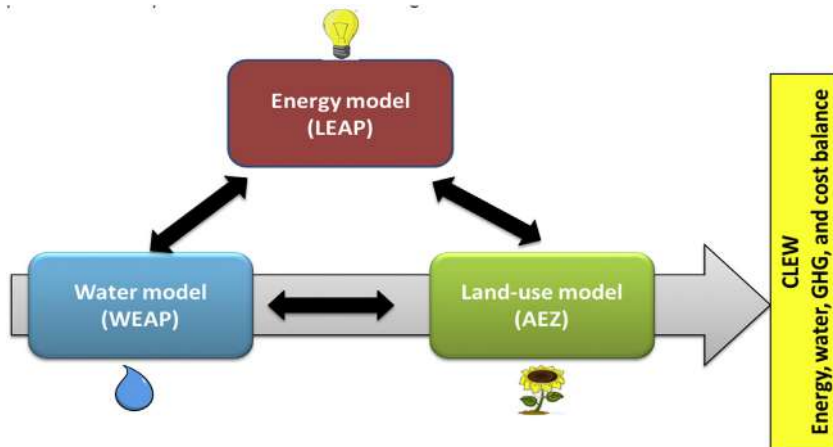 Energy model
(LEAP)
Water model
(WEAP)
Land-use model
(AEZ)
CLEW
Energy, water, GHG, and cost balance